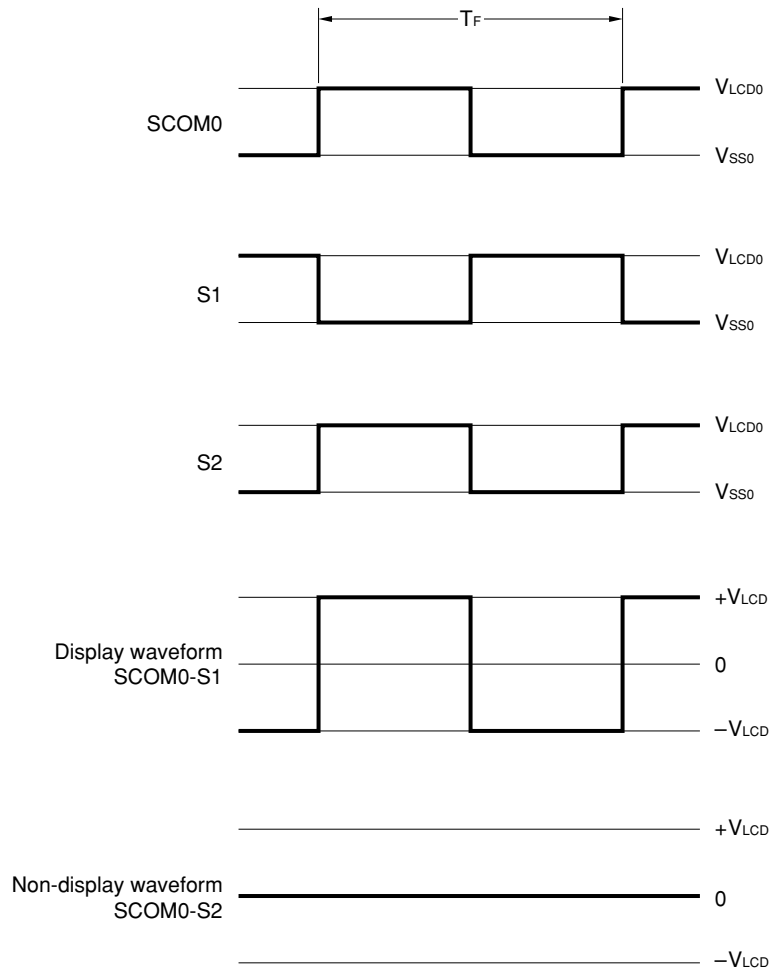 TF
SCOM0
VLCD0
VSS0
S1
VLCD0
VSS0
S2
VLCD0
VSS0
Display waveform
SCOM0-S1
+VLCD
0
−VLCD
Non-display waveform
SCOM0-S2
+VLCD
0
−VLCD